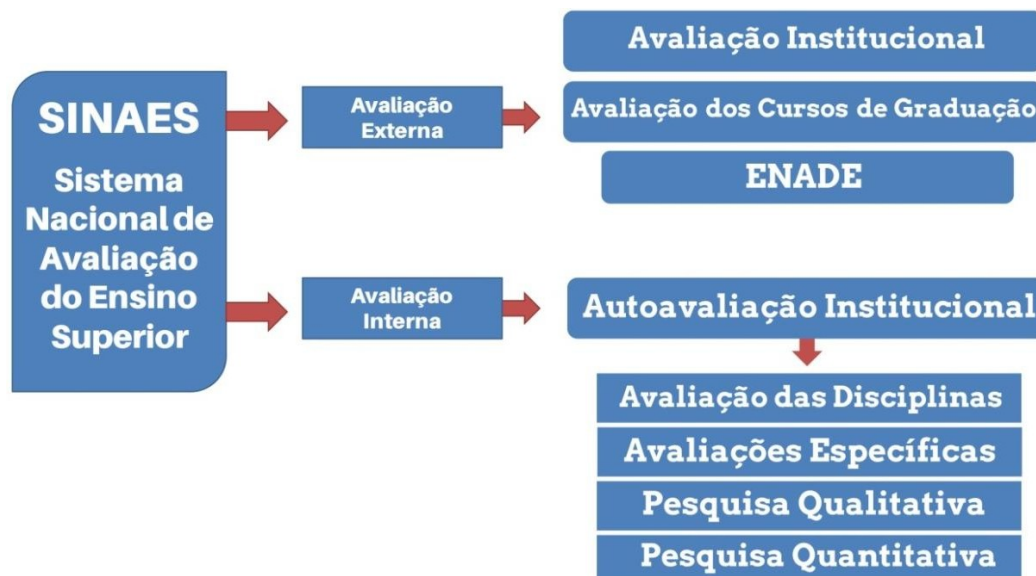 SINAES
Sistema
Nacional de
Avaliação
do Ensino
Superior
Avaliação
Externa
Avaliação Institucional
Avaliação dos Cursos de Graduação
ENADE
Avaliação
Interna
Autoavaliação Institucional
Avaliação das Disciplinas
Avaliações Específicas
Pesquisa Qualitativa
Pesquisa Quantitativa